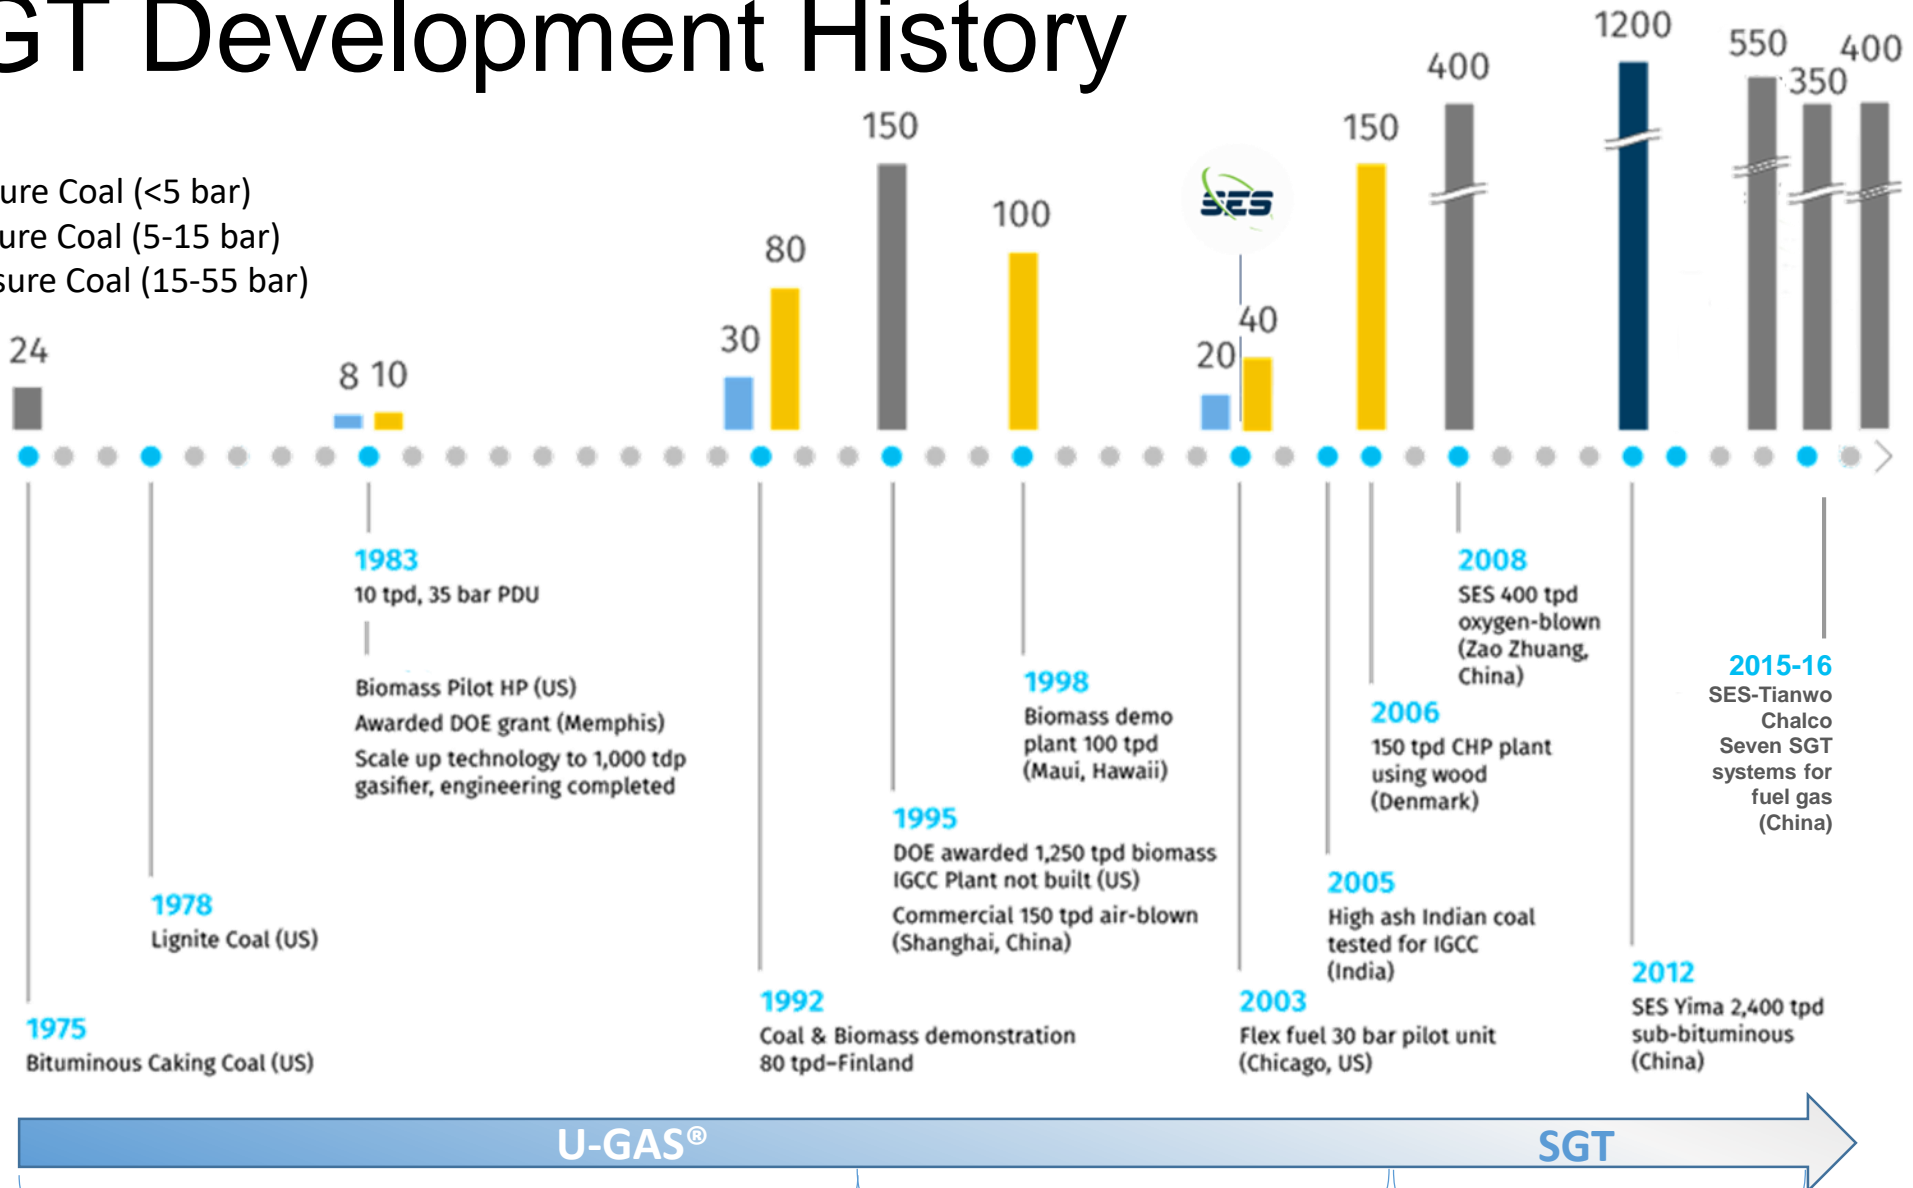 GT Development History
ure Coal (<5 bar)
ure Coal (5-15 bar)
sure Coal (15-55 bar)
24
8 10
30
80
150
100
SES
20
40
150
400
1200
550
350
400
1983
10 tpd, 35 bar PDU
Biomass Pilot HP (US)
Awarded DOE grant (Memphis)
Scale up technology to 1,000 tdp
gasifier, engineering completed
1978
Lignite Coal (US)
1975
Bituminous Caking Coal (US)
1992
Coal & Biomass demonstration
80 tpd–Finland
1995
DOE awarded 1,250 tpd biomass
IGCC Plant not built (US)
Commercial 150 tpd air-blown
(Shanghai, China)
1998
Biomass demo
plant 100 tpd
(Maui, Hawaii)
2003
Flex fuel 30 bar pilot unit
(Chicago, US)
2005
High ash Indian coal
tested for IGCC
(India)
2006
150 tpd CHP plant
using wood
(Denmark)
2008
SES 400 tpd
oxygen-blown
(Zao Zhuang,
China)
2012
SES Yima 2,400 tpd
sub-bituminous
(China)
2015-16
SES-Tianwo
Chalco
Seven SGT
systems for
fuel gas
(China)
U-GAS®
SGT